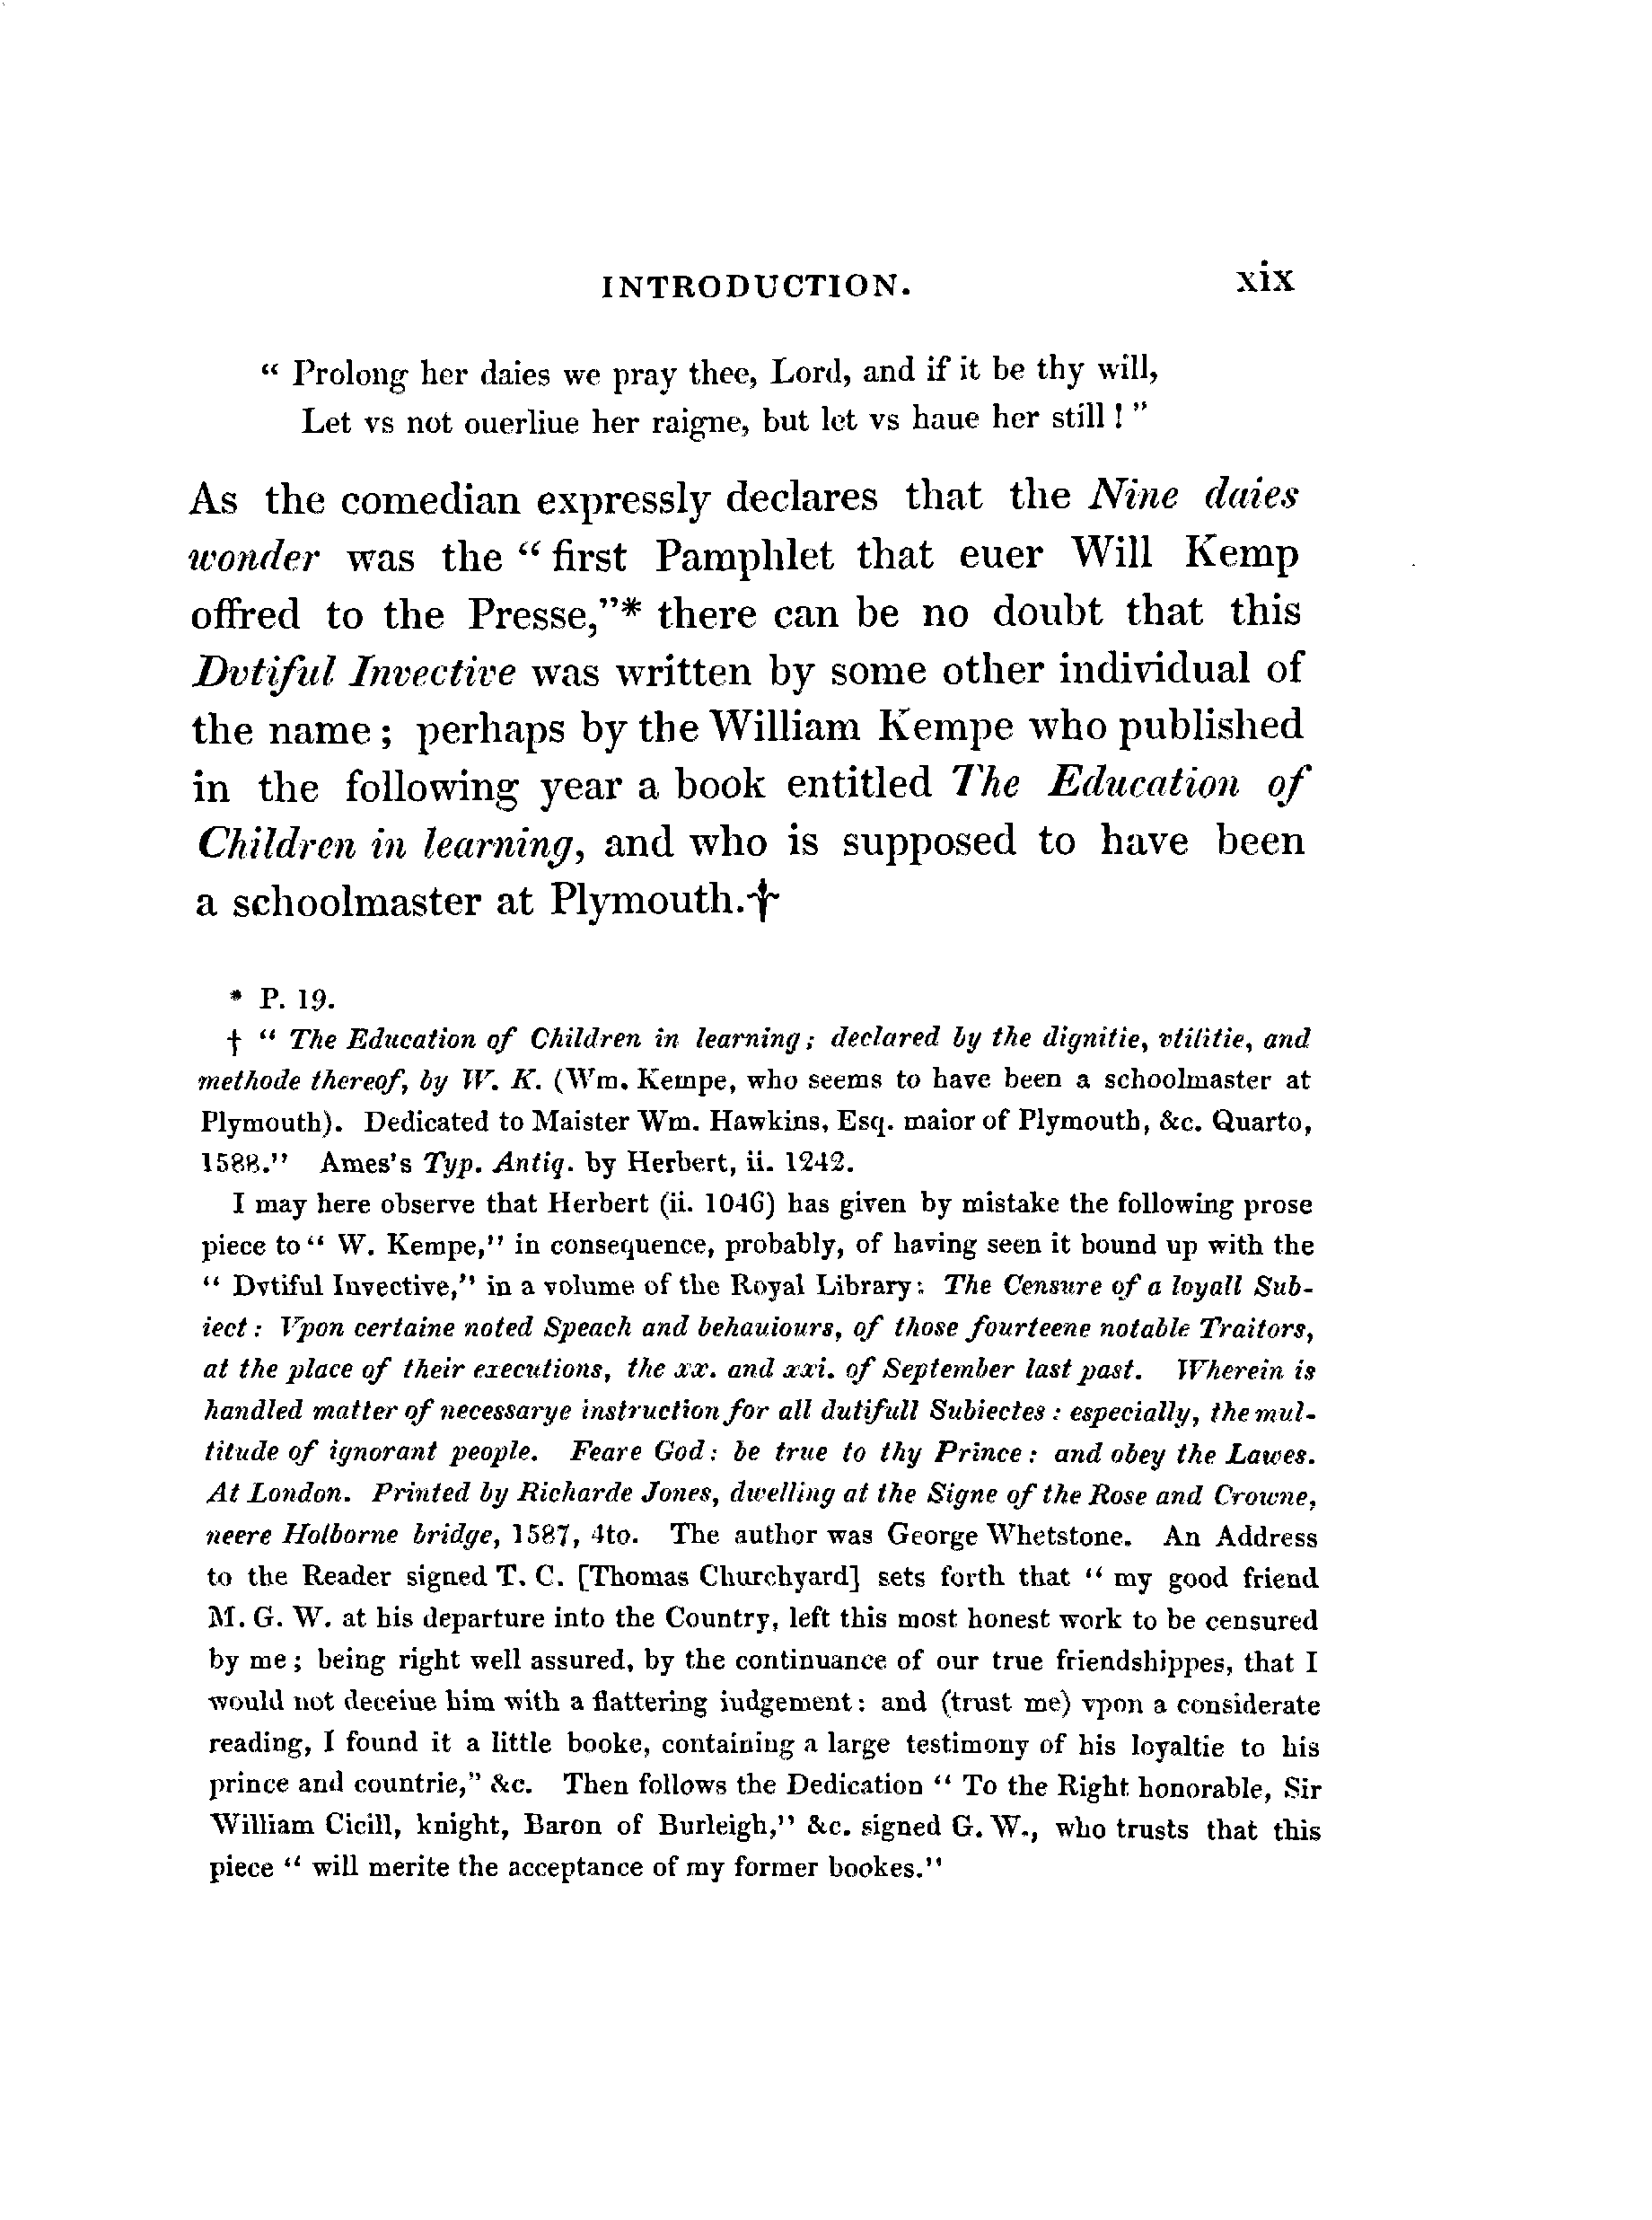 INTRODUCTION. xix
“ Prolong her daies we pray thee, Lord, and if it be thy will,
Let vs not ouerliue her raigne, but let vs haue her still ! ”
As the comedian expressly declares that the Nine daies
wonder was the “ first Pamphlet that euer Will Kemp
offred to the Presse,”* there can be no doubt that this
Dvtiful Invective was written by some other individual of
the name ; perhaps by the William Kempe who published
in the following year a book entitled The Education of
Children in learning, and who is supposed to have been
a schoolmaster at Plymouth.†
* P. 19.
† “ The Education of Children in learning ; declared by the dignitie, vtilitie, and
methode thereof, by W. K. (Wm. Kempe, who seems to have been a schoolmaster at
Plymouth). Dedicated to Maister Wm. Hawkins, Esq. maior of Plymouth, &c. Quarto,
1588.” Ames's Typ. Antiq. by Herbert, ii. 1242.
I may here observe that Herbert (ii. 1046) has given by mistake the following prose
piece to “ W. Kempe,” in consequence, probably, of having seen it bound up with the
“ Dvtiful Invective,” in a volume of the Royal Library : The Censure of a loyall Sub-
iect : Vpon certaine noted Speach and behauiours, of those fourteene notable Traitors,
at the place of their executions, the xx. and xxi. of September last past. Wherein is
handled matter of necessarye instruction for all dutifull Subiectes : especially, the mul-
titude of ignorant people. Feare God : be true to thy Prince : and obey the Lawes.
At London. Printed by Richarde Jones, dwelling at the Signe of the Rose and Crowne,
neere Holborne bridge, 1587, 4to. The author was George Whetstone. An Address
to the Reader signed T. C. [Thomas Churchyard] sets forth that “ my good friend
M. G. W. at his departure into the Country, left this most honest work to be censured
by me ; being right well assured, by the continuance of our true friendshippes, that I
would not deceiue him with a flattering iudgement : and (trust me) vpon a considerate
reading, I found it a little booke, containing a large testimony of his loyaltie to his
prince and countrie,” &c. Then follows the Dedication “ To the Right honorable, Sir
William Cicill, knight, Baron of Burleigh,” &c. signed G. W., who trusts that this
piece “ will merite the acceptance of my former bookes.”